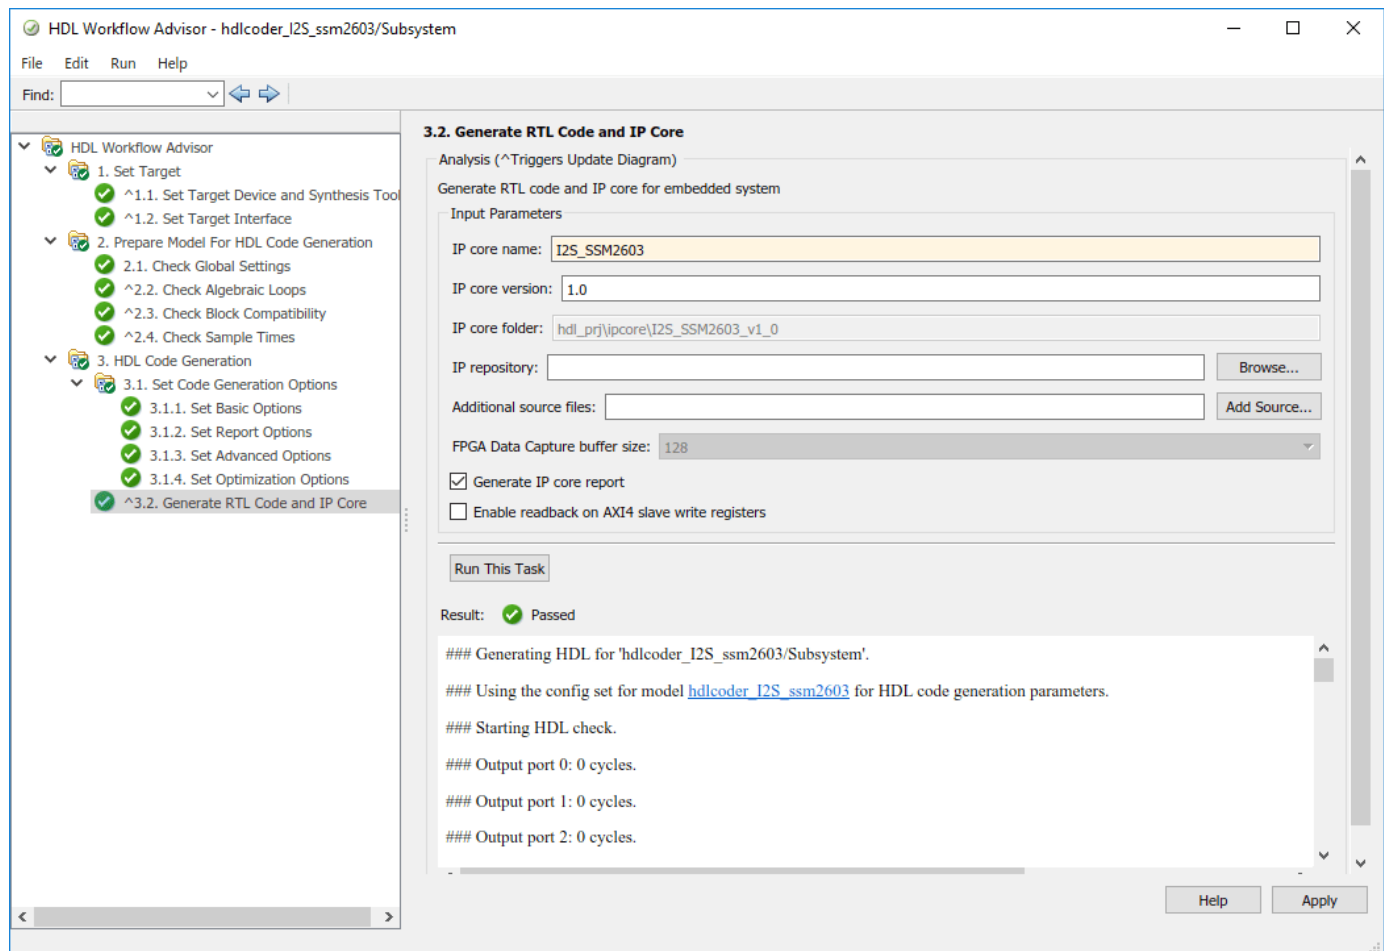 HDL Workflow Advisor - hdlcoder_I2S_ssm2603/Subsystem
File Edit Run Help
Find:
HDL Workflow Advisor
1. Set Target
^1.1. Set Target Device and Synthesis Tool
^1.2. Set Target Interface
2. Prepare Model For HDL Code Generation
2.1. Check Global Settings
^2.2. Check Algebraic Loops
^2.3. Check Block Compatibility
^2.4. Check Sample Times
3. HDL Code Generation
3.1. Set Code Generation Options
3.1.1. Set Basic Options
3.1.2. Set Report Options
3.1.3. Set Advanced Options
3.1.4. Set Optimization Options
^3.2. Generate RTL Code and IP Core
3.2. Generate RTL Code and IP Core
Analysis (^Triggers Update Diagram)
Generate RTL code and IP core for embedded system
Input Parameters
IP core name: I2S_SSM2603
IP core version: 1.0
IP core folder: hdl_prj\ipcore\I2S_SSM2603_v1_0
IP repository: Browse...
Additional source files: Add Source...
FPGA Data Capture buffer size: 128
Generate IP core report
Enable readback on AXI4 slave write registers
Run This Task
Result: Passed
### Generating HDL for 'hdlcoder_I2S_ssm2603/Subsystem'.
### Using the config set for model hdlcoder_I2S_ssm2603 for HDL code generation parameters.
### Starting HDL check.
### Output port 0: 0 cycles.
### Output port 1: 0 cycles.
### Output port 2: 0 cycles.
Help Apply